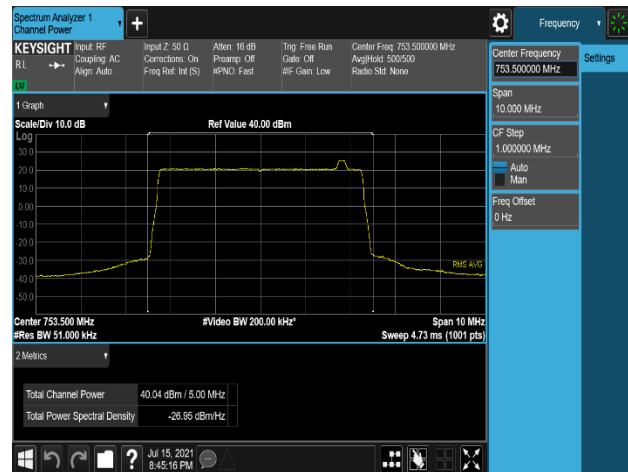 Spectrum Analyzer 1
Channel Power
Frequency
KEYSIGHT
R L
LXI
Input: RF
Coupling: AC
Align: Auto
Input Z: 50 Ω
Corrections: On
Freq Ref: Int (S)
Atten: 16 dB
Preamp: Off
#PNO: Fast
Trig: Free Run
Gate: Off
#IF Gain: Low
Center Freq: 753.500000 MHz
Avg|Hold: 500/500
Radio Std: None
Center Frequency
753.500000 MHz
Settings
Span
10.000 MHz
CF Step
1.000000 MHz
Auto
Man
Freq Offset
0 Hz
1 Graph
Scale/Div 10.0 dB
Ref Value 40.00 dBm
Log
30.0
20.0
10.0
0.00
-10.0
-20.0
-30.0
-40.0
-50.0
RMS AVG
Center 753.500 MHz
#Video BW 200.00 kHz*
Span 10 MHz
#Res BW 51.000 kHz
Sweep 4.73 ms (1001 pts)
2 Metrics
Total Channel Power 40.04 dBm / 5.00 MHz
Total Power Spectral Density -26.95 dBm/Hz
?
Jul 15, 2021
8:45:16 PM